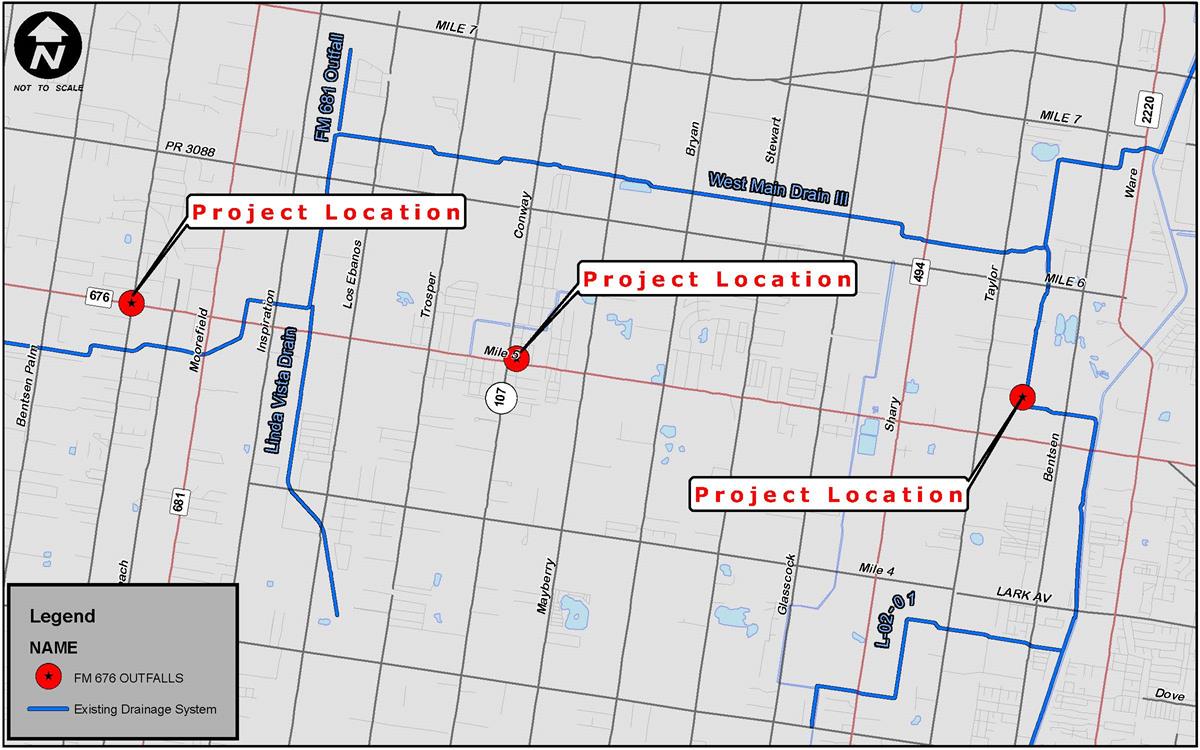 N
NOT TO SCALE
MILE 7
FM 681 Outfall
2220
MILE 7
PR 3088
Bryan
Stewart
West Main Drain III
Ware
Project Location
Conway
Los Ebanos
Trosper
Project Location
494
Taylor
MILE 6
676
Moorefield
Inspiration
Linda Vista Drain
Mile 5
107
Bentsen Palm
Shary
Bentsen
681
Project Location
Mayberry
Glasscock
Mile 4
LARK AV
L-02-01
Dove
ach
Legend
NAME
FM 676 OUTFALLS
Existing Drainage System